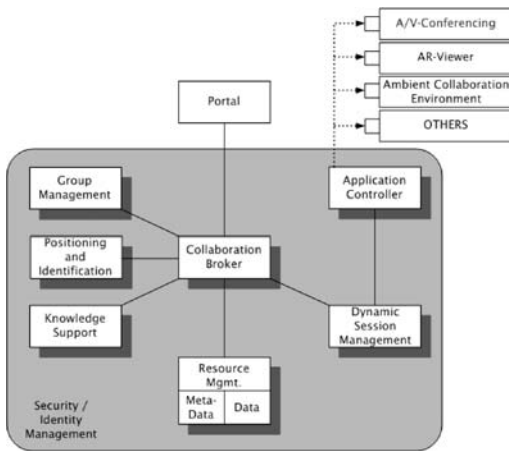 A/V-Conferencing
AR-Viewer
Ambient Collaboration
Environment
OTHERS
Portal
Group
Management
Application
Controller
Positioning
and
Identification
Collaboration
Broker
Knowledge
Support
Dynamic
Session
Management
Resource
Mgmt.
Meta-
Data
Data
Security /
Identity
Management